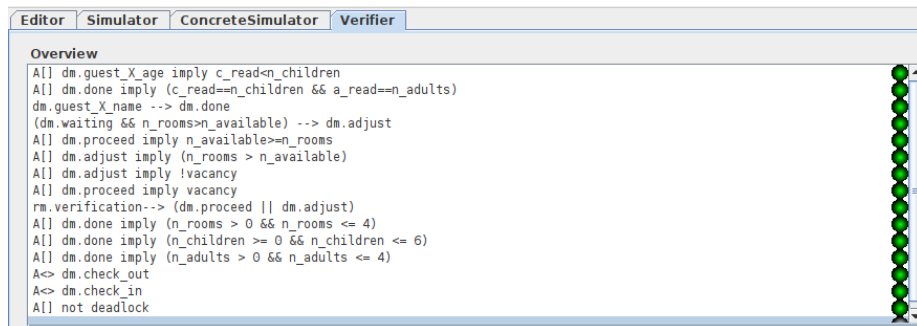 Editor Simulator ConcreteSimulator Verifier
Overview
A[] dm.guest_X_age imply c_read<n_children
A[] dm.done imply (c_read==n_children && a_read==n_adults)
dm.guest_X_name --> dm.done
(dm.waiting && n_rooms>n_available) --> dm.adjust
A[] dm.proceed imply n_available>=n_rooms
A[] dm.adjust imply (n_rooms > n_available)
A[] dm.adjust imply !vacancy
A[] dm.proceed imply vacancy
rm.verification--> (dm.proceed || dm.adjust)
A[] dm.done imply (n_rooms > 0 && n_rooms <= 4)
A[] dm.done imply (n_children >= 0 && n_children <= 6)
A[] dm.done imply (n_adults > 0 && n_adults <= 4)
A<> dm.check_out
A<> dm.check_in
A[] not deadlock